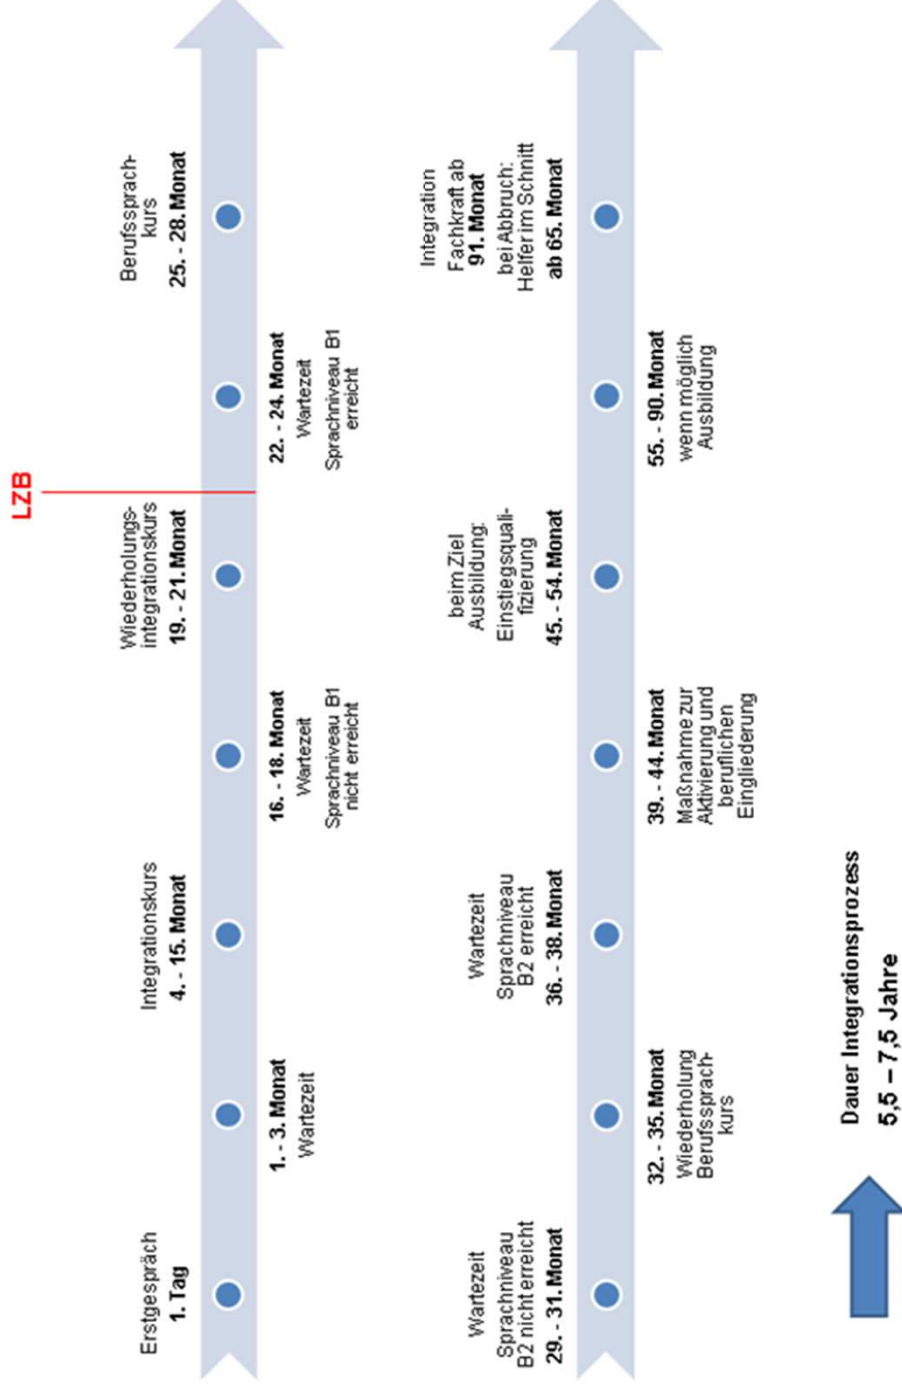 LZB
Erstgespräch
1. Tag
1. - 3. Monat
Wartezeit
Integrationskurs
4. - 15. Monat
16. - 18. Monat
Wartezeit
Sprachniveau B1
nicht erreicht
Wiederholungs-
integrationskurs
19. - 21. Monat
22. - 24. Monat
Wartezeit
Sprachniveau B1
erreicht
Berufssprach-
kurs
25. - 28. Monat
Wartezeit
Sprachniveau
B2 nicht erreicht
29. - 31. Monat
32. - 35. Monat
Wiederholung
Berufssprach-
kurs
Wartezeit
Sprachniveau
B2 erreicht
36. - 38. Monat
39. - 44. Monat
Maßnahme zur
Aktivierung und
beruflichen
Eingliederung
beim Ziel
Ausbildung:
Einstiegsquali-
fizierung
45. - 54. Monat
55. - 90. Monat
wenn möglich
Ausbildung
Integration
Fachkraft ab
91. Monat
bei Abbruch:
Helfer im Schnitt
ab 65. Monat
Dauer Integrationsprozess
5,5 – 7,5 Jahre